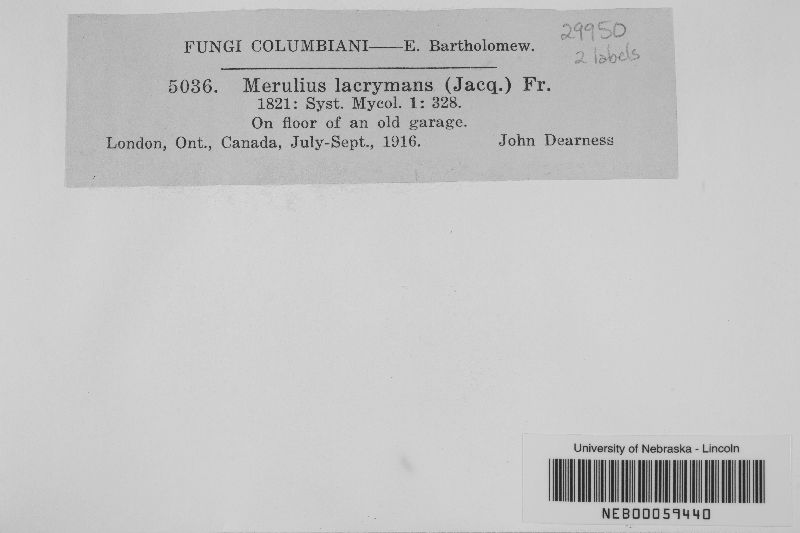 29950
2 labels
FUNGI COLUMBIANI——E. Bartholomew.
5036. Merulius lacrymans (Jacq.) Fr.
1821: Syst. Mycol. 1: 328.
On floor of an old garage.
London, Ont., Canada, July-Sept., 1916. John Dearness
University of Nebraska - Lincoln
NEB00059440